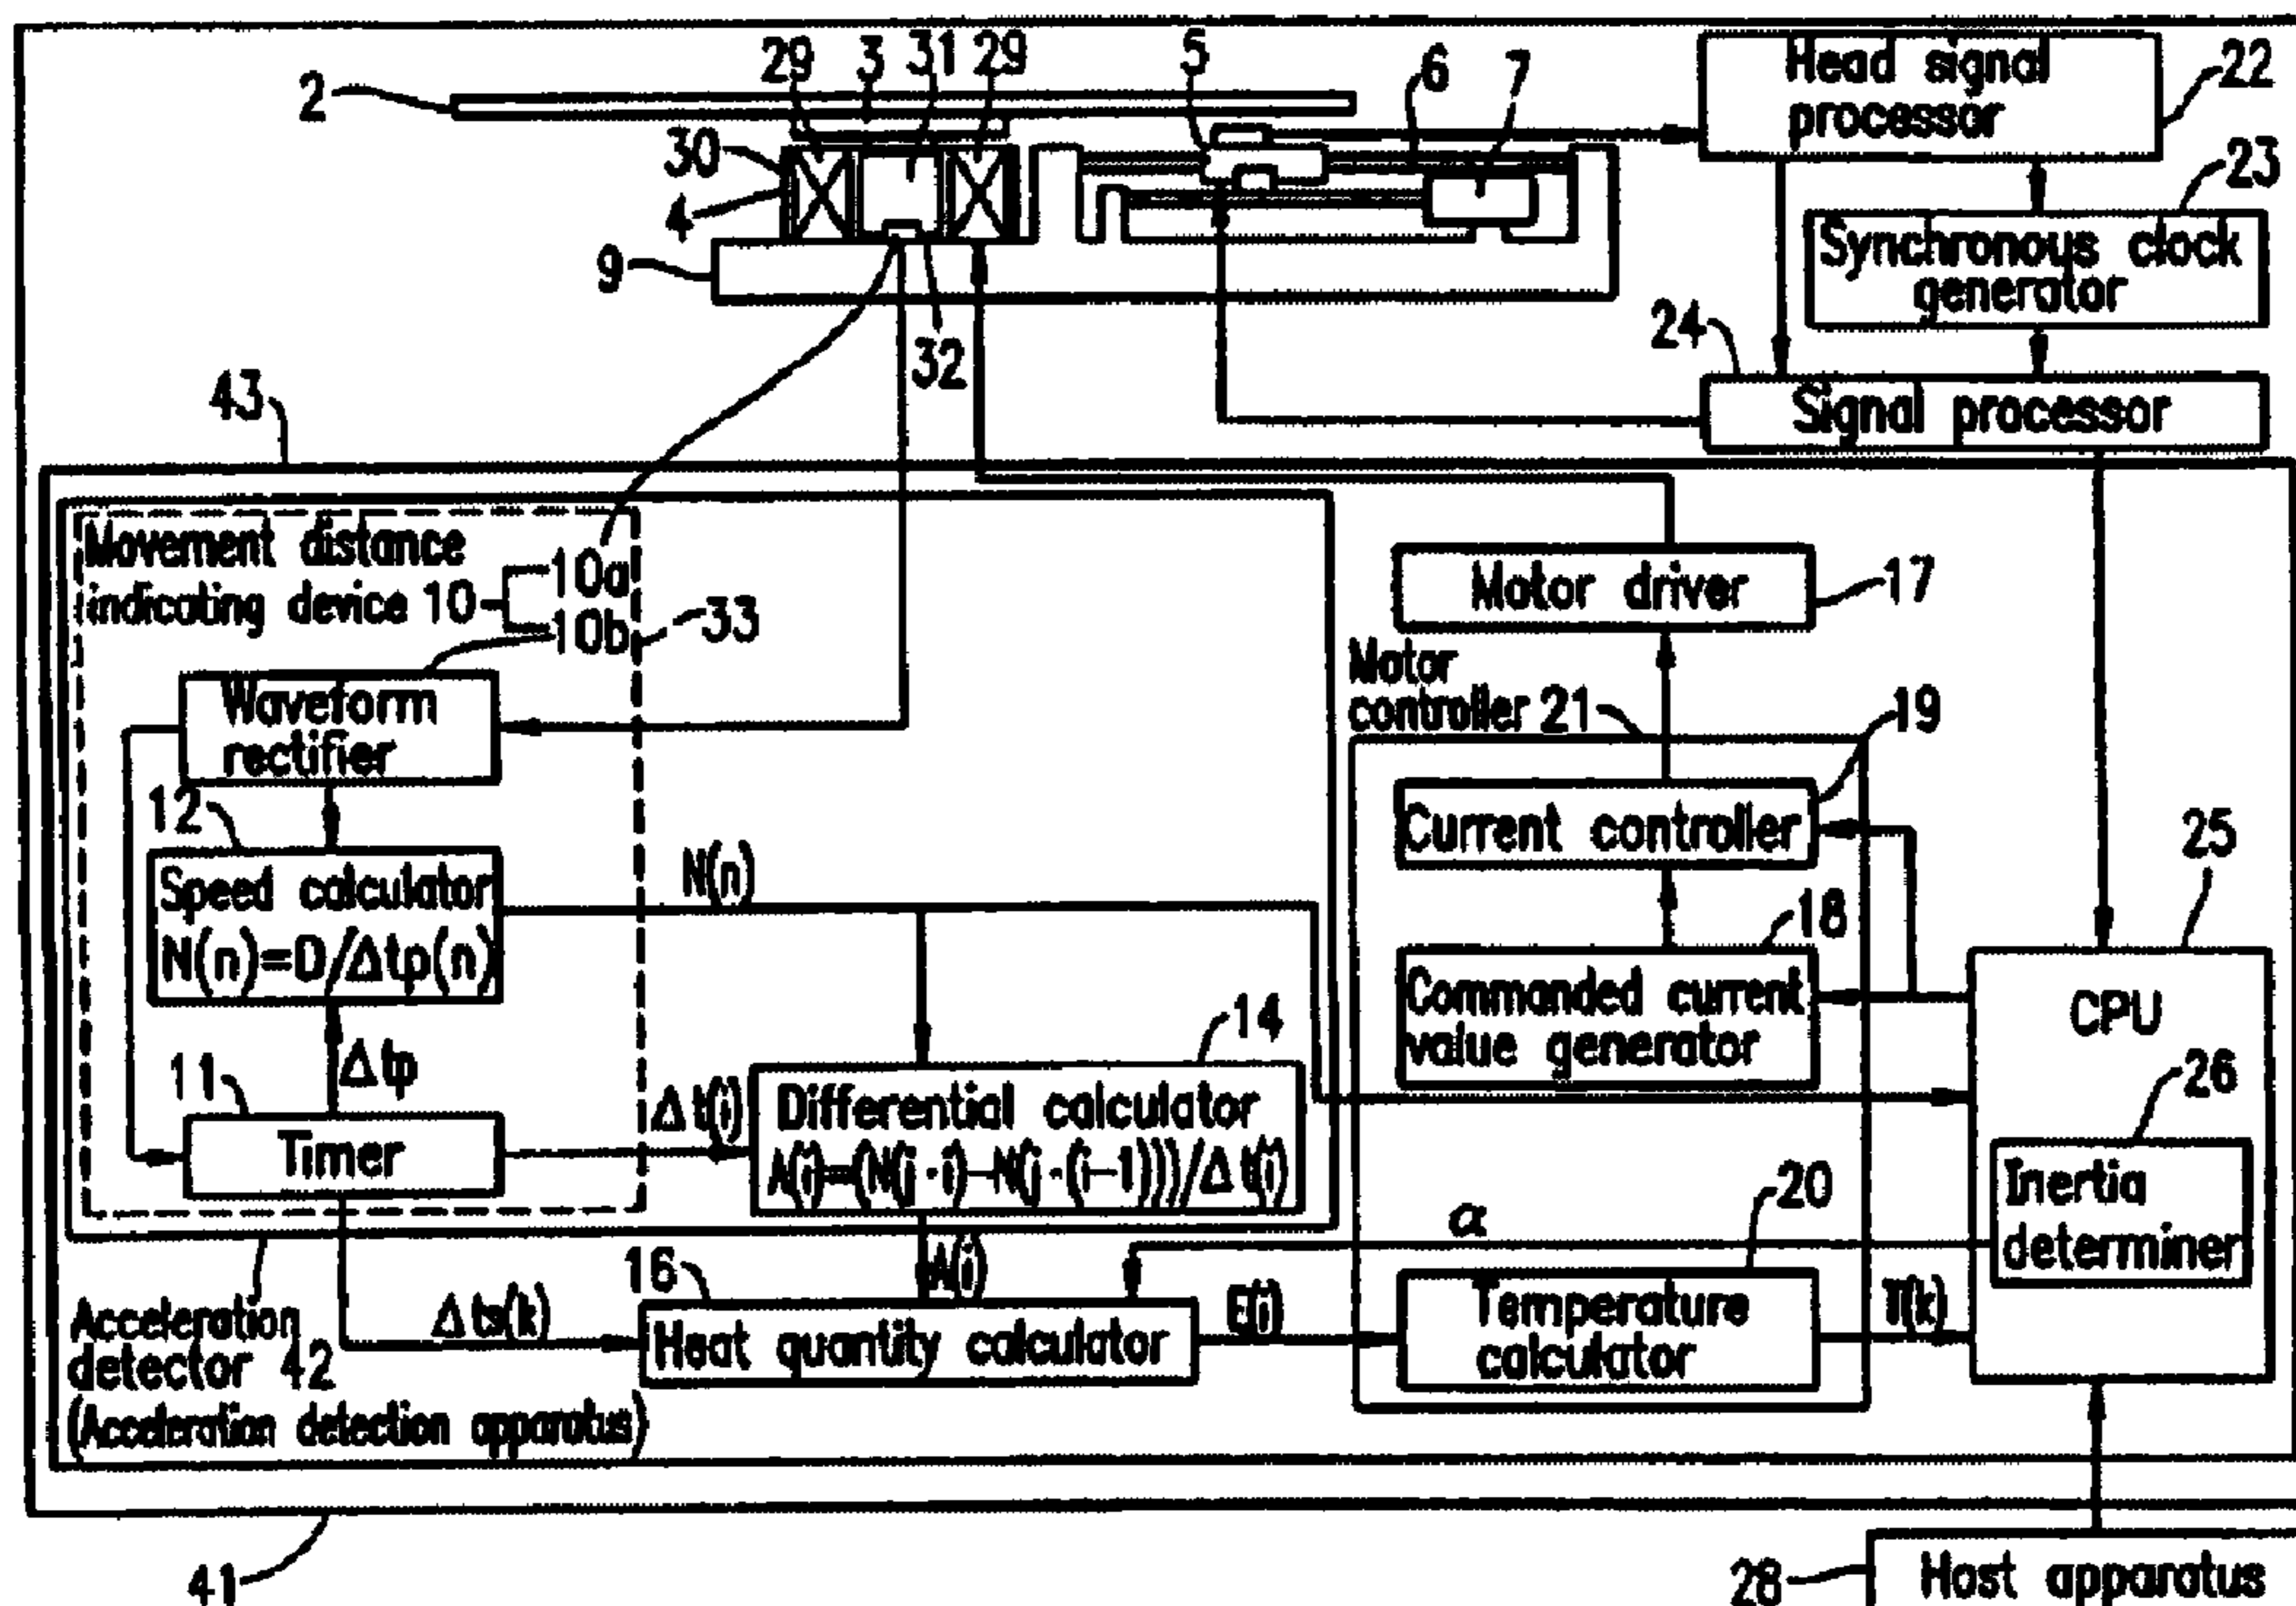 29 3 31 29 5 6 7
2
30
4
9
32
Head signal
processor
22
23
Synchronous clock
generator
24
Signal processor
43
Movement distance
indicating device 10
10a
10b
33
Waveform
rectifier
12
Speed calculator
N(n)=D/Δtp(n)
N(n)
Δtp
11
Timer
Δt(i)
14
Differential calculator
A(i)=(N(j·i)-N(j·(i-1)))/Δt(i)
A(i)
Motor driver
17
Motor
controller 21
19
Current controller
18
Commanded current
value generator
25
CPU
26
Inertia
determiner
α
20
Temperature
calculator
T(k)
16
Heat quantity calculator
E(i)
Δts(k)
Acceleration
detector 42
(Acceleration detection apparatus)
41
28
Host apparatus